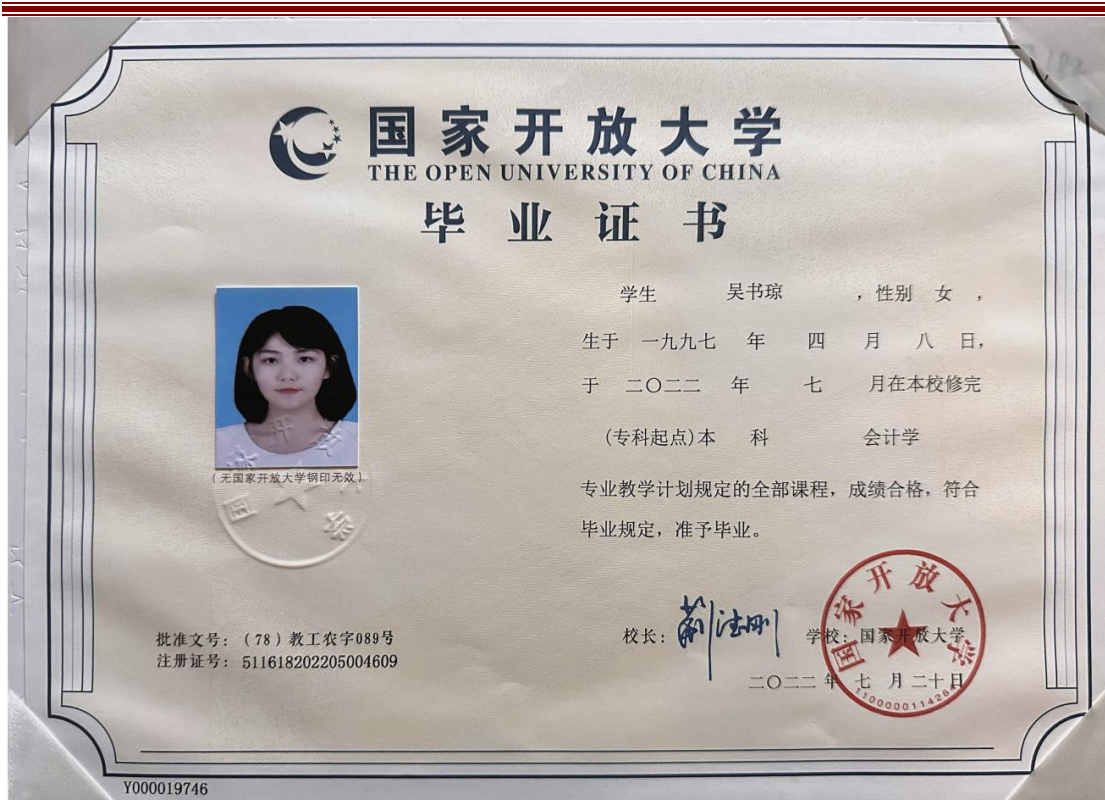 国家开放大学
THE OPEN UNIVERSITY OF CHINA
毕业证书
学生 吴书琼 ，性别 女 ，
生于 一九九七 年 四 月 八 日，
于 二〇二二 年 七 月在本校修完
(专科起点)本 科 会计学
专业教学计划规定的全部课程，成绩合格，符合
毕业规定，准予毕业。
(无国家开放大学钢印无效)
批准文号：(78)教工农字089号
注册证号：511618202205004609
校长： 学校：国家开放大学
二〇二二 年 七 月 二十日
国家开放大学
Y000019746